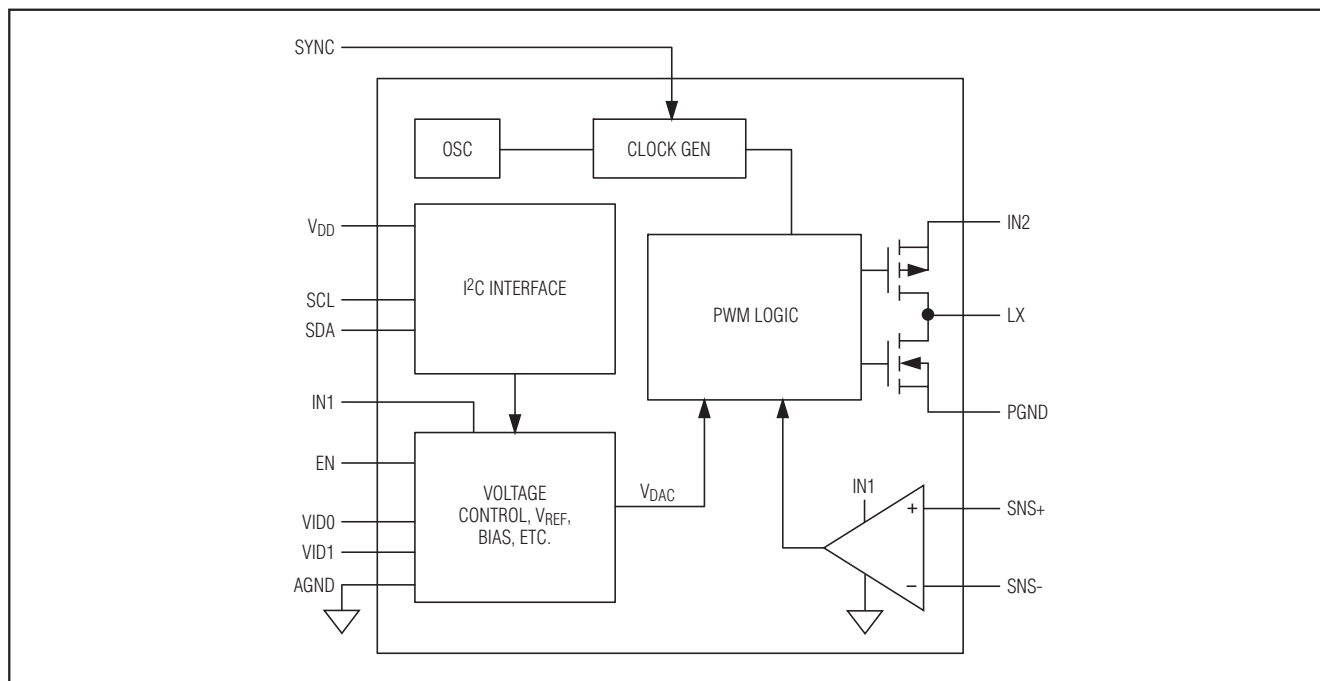 SYNC
OSC
CLOCK GEN
VDD
SCL
SDA
I²C INTERFACE
PWM LOGIC
IN2
LX
PGND
IN1
EN
VID0
VID1
AGND
VOLTAGE
CONTROL, VREF,
BIAS, ETC.
VDAC
IN1
+
−
SNS+
SNS-